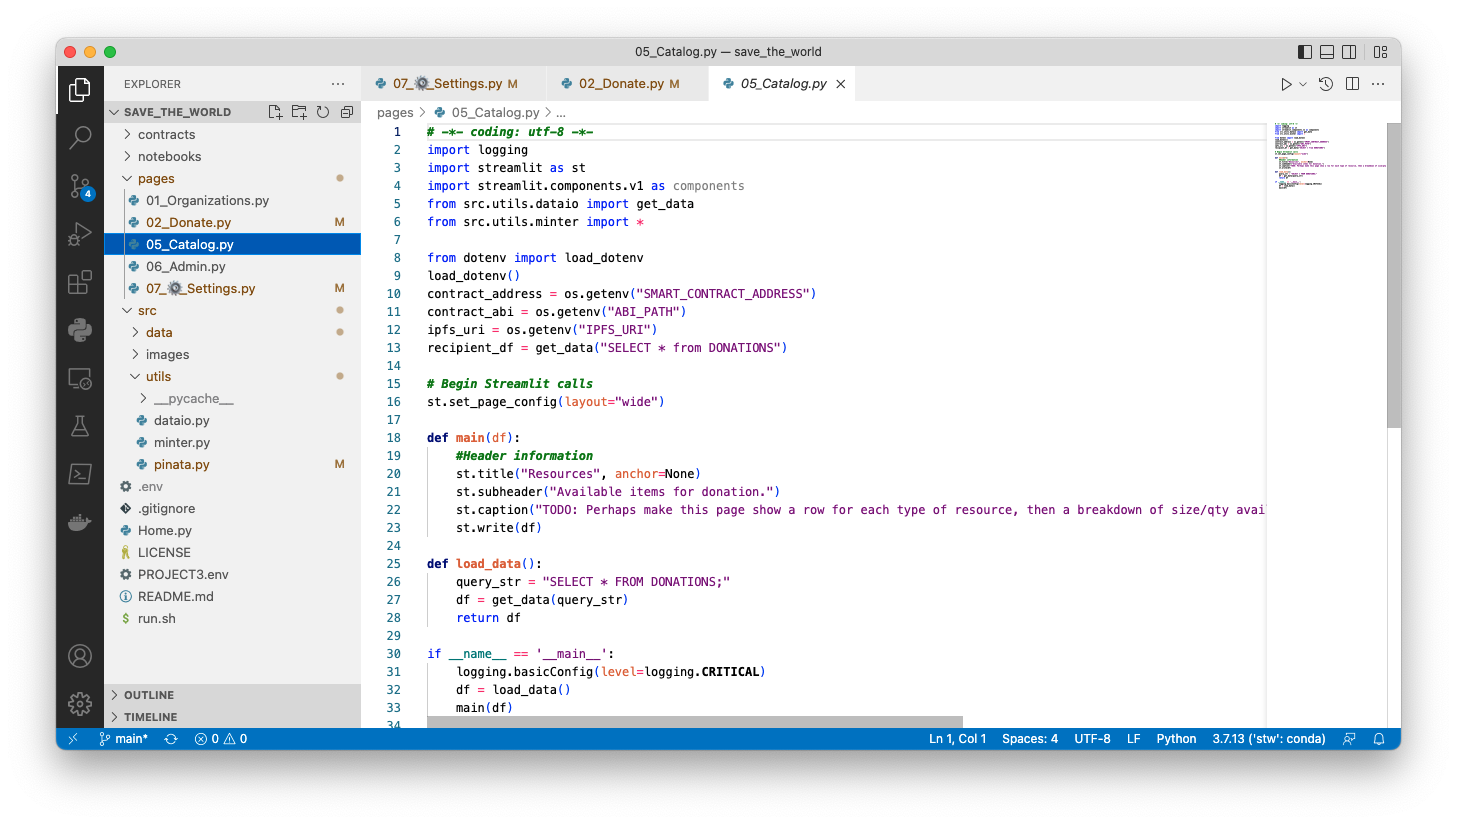 05_Catalog.py — save_the_world
EXPLORER
07_⚙️_Settings.py M
02_Donate.py M
05_Catalog.py
SAVE_THE_WORLD
contracts
notebooks
pages
01_Organizations.py
02_Donate.py M
05_Catalog.py
06_Admin.py
07_⚙️_Settings.py M
src
data
images
utils
__pycache__
dataio.py
minter.py
pinata.py M
.env
.gitignore
Home.py
LICENSE
PROJECT3.env
README.md
run.sh
OUTLINE
TIMELINE
4
pages > 05_Catalog.py > ...
1 # -*- coding: utf-8 -*-
2 import logging
3 import streamlit as st
4 import streamlit.components.v1 as components
5 from src.utils.dataio import get_data
6 from src.utils.minter import *
7
8 from dotenv import load_dotenv
9 load_dotenv()
10 contract_address = os.getenv("SMART_CONTRACT_ADDRESS")
11 contract_abi = os.getenv("ABI_PATH")
12 ipfs_uri = os.getenv("IPFS_URI")
13 recipient_df = get_data("SELECT * from DONATIONS")
14
15 # Begin Streamlit calls
16 st.set_page_config(layout="wide")
17
18 def main(df):
19 #Header information
20 st.title("Resources", anchor=None)
21 st.subheader("Available items for donation.")
22 st.caption("TODO: Perhaps make this page show a row for each type of resource, then a breakdown of size/qty avai
23 st.write(df)
24
25 def load_data():
26 query_str = "SELECT * FROM DONATIONS;"
27 df = get_data(query_str)
28 return df
29
30 if __name__ == '__main__':
31 logging.basicConfig(level=logging.CRITICAL)
32 df = load_data()
33 main(df)
34
main* 0 0
Ln 1, Col 1 Spaces: 4 UTF-8 LF Python 3.7.13 ('stw': conda)